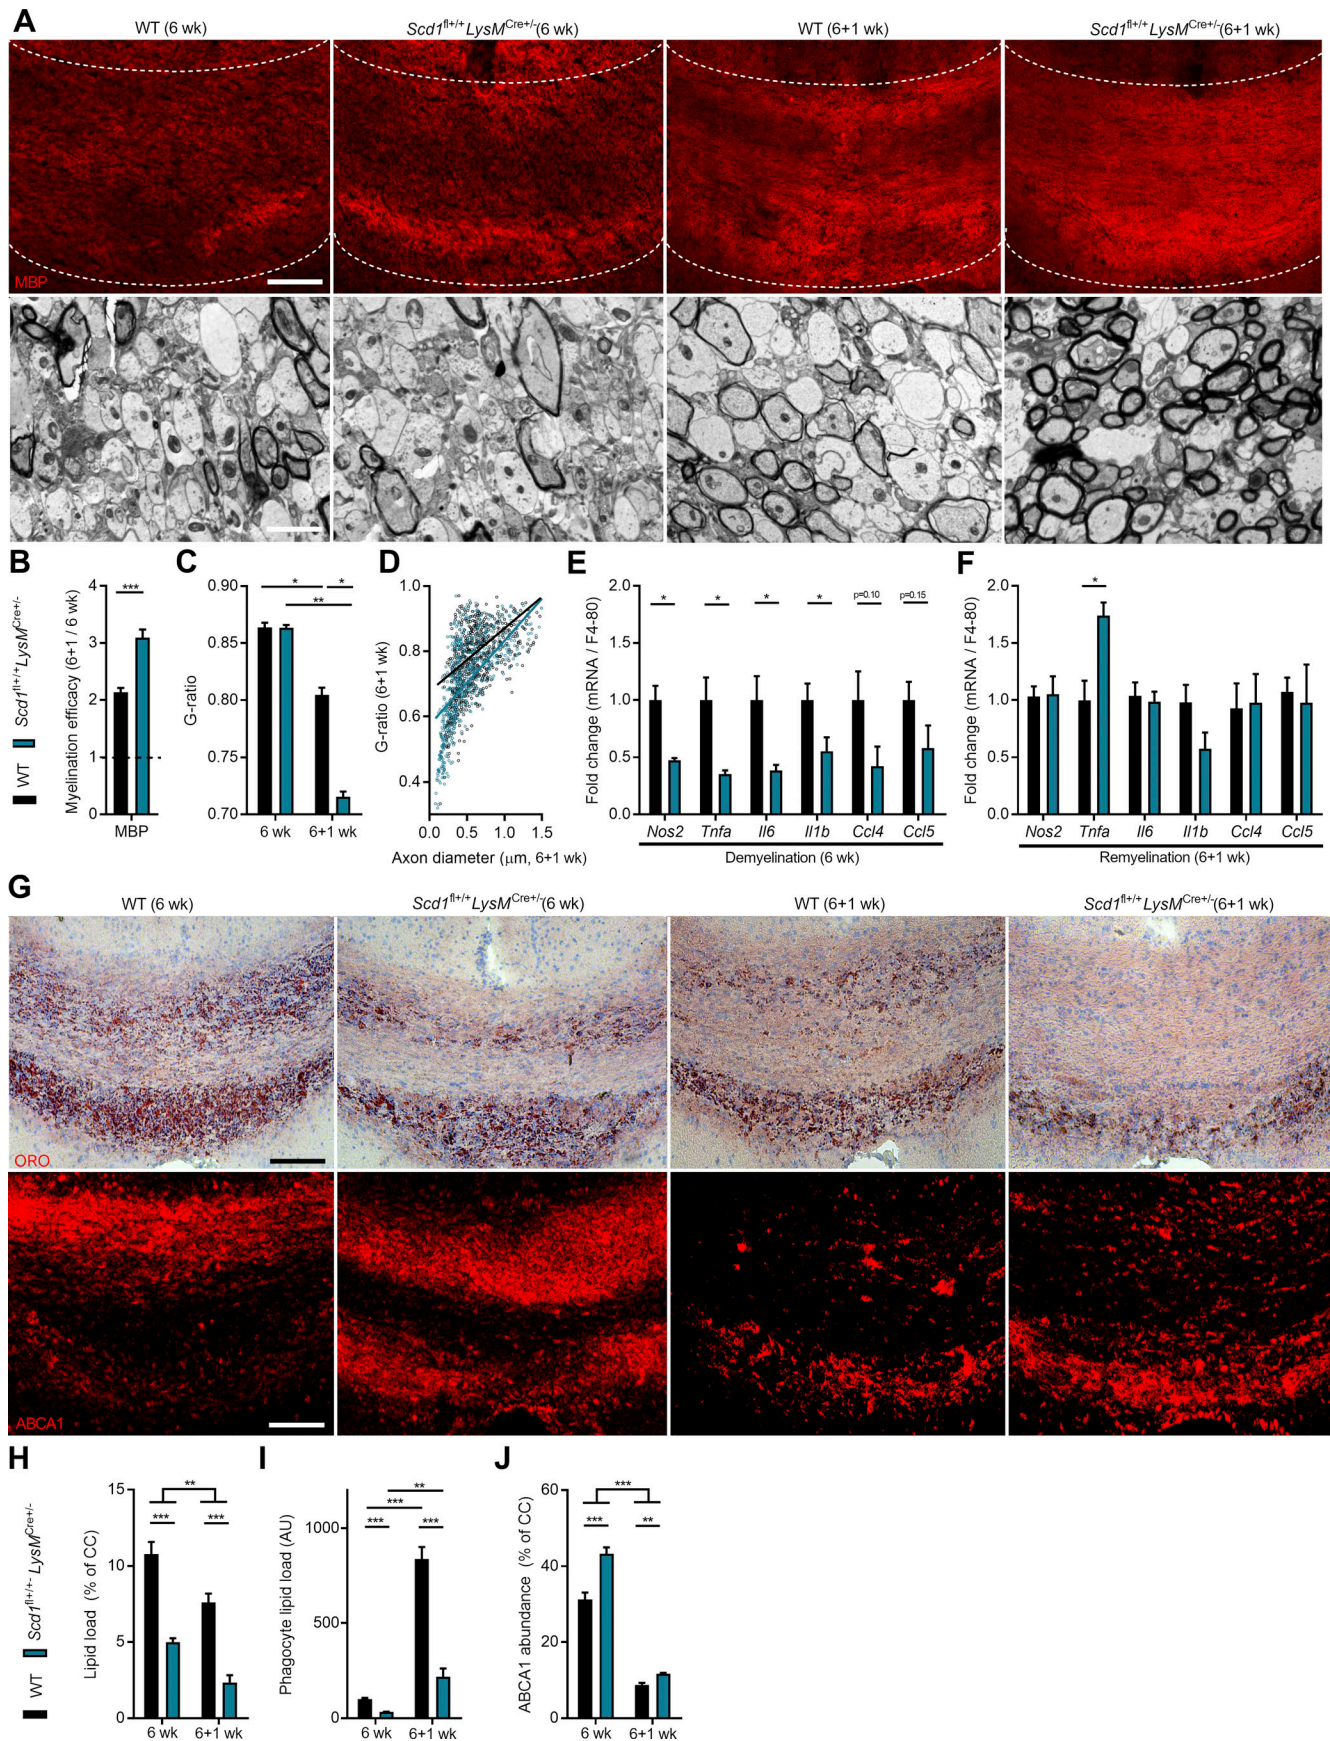 A
WT (6 wk)
Scd1fl+/+ LysMCre+/- (6 wk)
WT (6+1 wk)
Scd1fl+/+ LysMCre+/- (6+1 wk)
MBP
B
WT
Scd1fl+/+ LysMCre+/-
Myelination efficacy (6+1 / 6 wk)
4
3
2
1
0
***
MBP
C
G-ratio
0.90
0.85
0.80
0.75
0.70
* *
**
6 wk 6+1 wk
D
G-ratio (6+1 wk)
1.0
0.8
0.6
0.4
0.0 0.5 1.0 1.5
Axon diameter (μm, 6+1 wk)
E
Fold change (mRNA / F4-80)
2.0
1.5
1.0
0.5
0.0
* * * * p=0.10 p=0.15
Nos2 Tnfa Il6 Il1b Ccl4 Ccl5
Demyelination (6 wk)
F
Fold change (mRNA / F4-80)
2.0
1.5
1.0
0.5
0.0
*
Nos2 Tnfa Il6 Il1b Ccl4 Ccl5
Remyelination (6+1 wk)
G
WT (6 wk)
Scd1fl+/+ LysMCre+/- (6 wk)
WT (6+1 wk)
Scd1fl+/+ LysMCre+/- (6+1 wk)
ORO
ABCA1
H
WT
Scd1fl+/+- LysMCre+/-
Lipid load (% of CC)
15
10
5
0
**
*** ***
6 wk 6+1 wk
I
Phagocyte lipid load (AU)
1000
500
0
**
***
*** ***
6 wk 6+1 wk
J
ABCA1 abundance (% of CC)
60
40
20
0
***
*** **
6 wk 6+1 wk